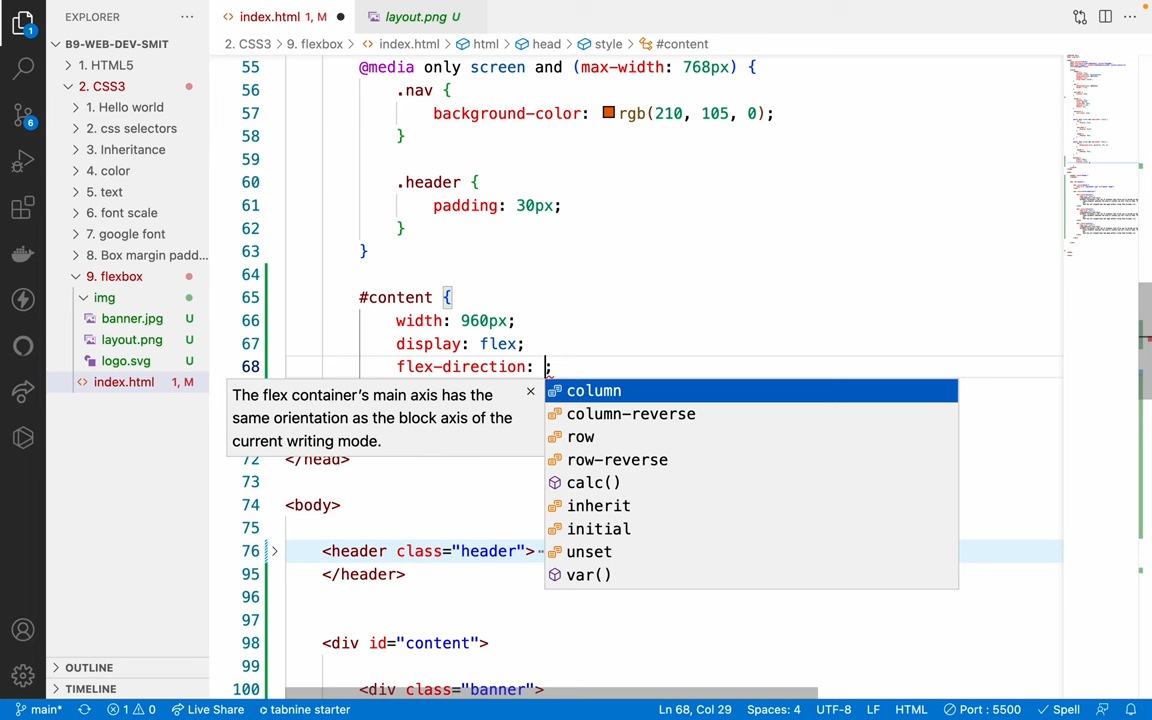 EXPLORER
index.html 1, M
layout.png U
B9-WEB-DEV-SMIT
2. CSS3 > 9. flexbox > index.html > html > head > style > #content
1. HTML5
2. CSS3
1. Hello world
2. css selectors
3. Inheritance
4. color
5. text
6. font scale
7. google font
8. Box margin padd...
9. flexbox
img
banner.jpg U
layout.png U
logo.svg U
index.html 1, M
OUTLINE
TIMELINE
1
6
55 @media only screen and (max-width: 768px) {
56 .nav {
57 background-color: rgb(210, 105, 0);
58 }
59
60 .header {
61 padding: 30px;
62 }
63 }
64
65 #content {
66 width: 960px;
67 display: flex;
68 flex-direction: ;
The flex container's main axis has the
same orientation as the block axis of the
current writing mode.
column
column-reverse
row
row-reverse
calc()
inherit
initial
unset
var()
72 </head>
73
74 <body>
75
76 <header class="header">
95 </header>
96
97
98 <div id="content">
99
100 <div class="banner">
main* 1 0 Live Share tabnine starter Ln 68, Col 29 Spaces: 4 UTF-8 LF HTML Port : 5500 Spell